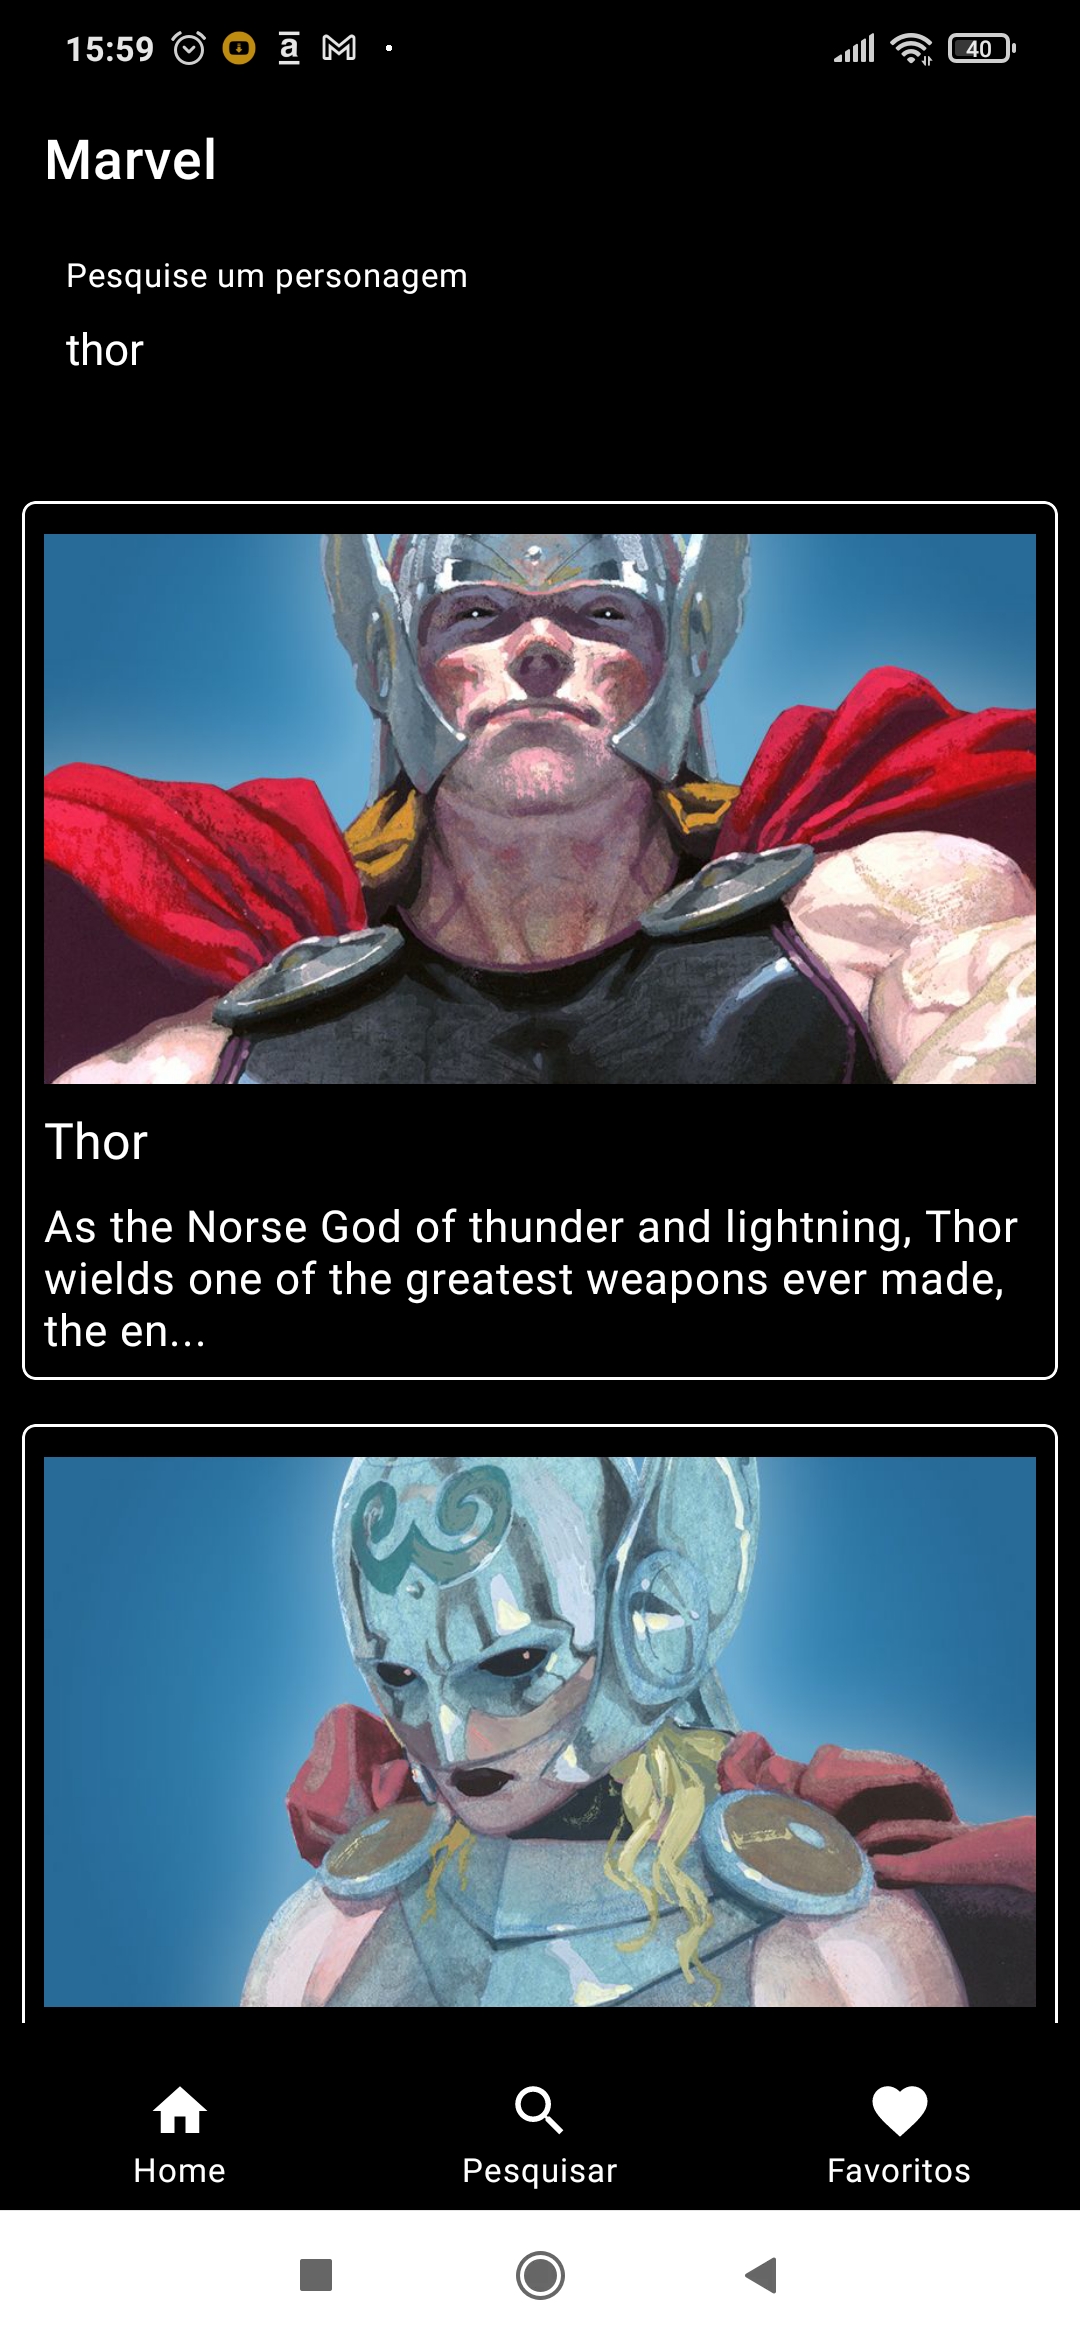 15:59
a
40
Marvel
Pesquise um personagem
thor
Thor
As the Norse God of thunder and lightning, Thor
wields one of the greatest weapons ever made,
the en...
Home
Pesquisar
Favoritos